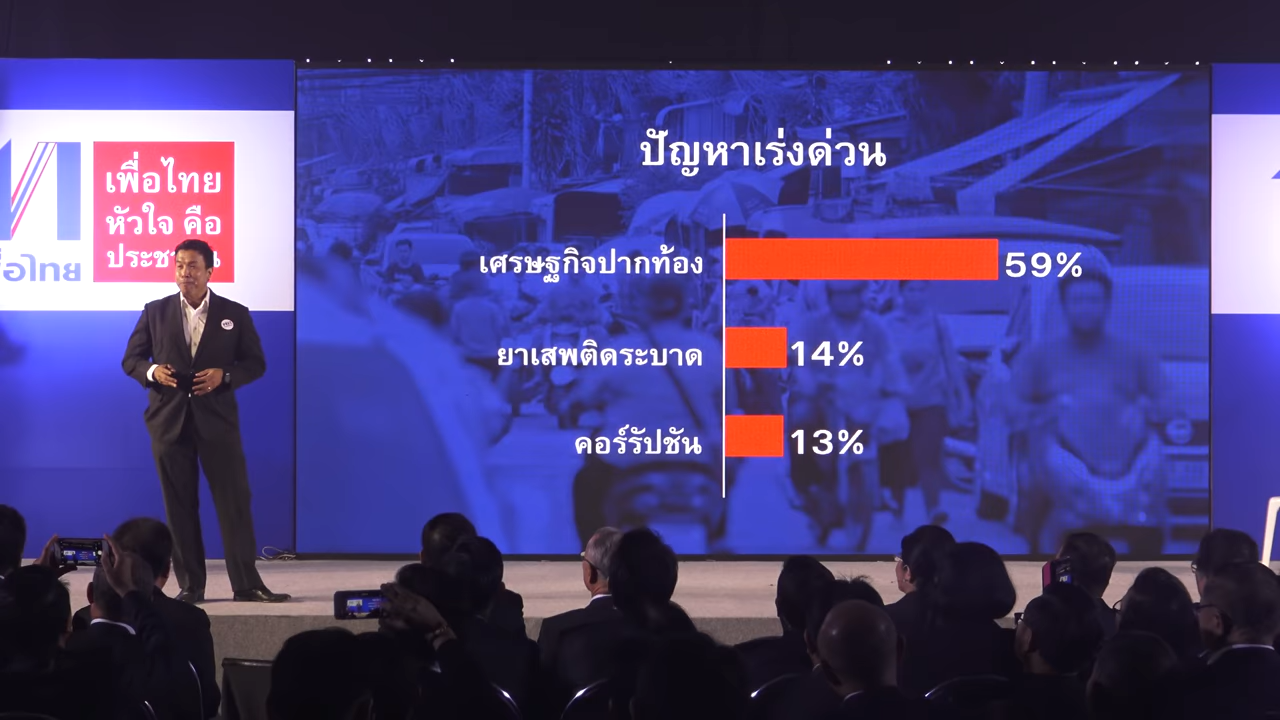 เพื่อไทย
หัวใจ คือ
ปัญหาเร่งด่วน
เศรษฐกิจปากท้อง 59%
ยาเสพติดระบาด 14%
คอร์รัปชัน 13%